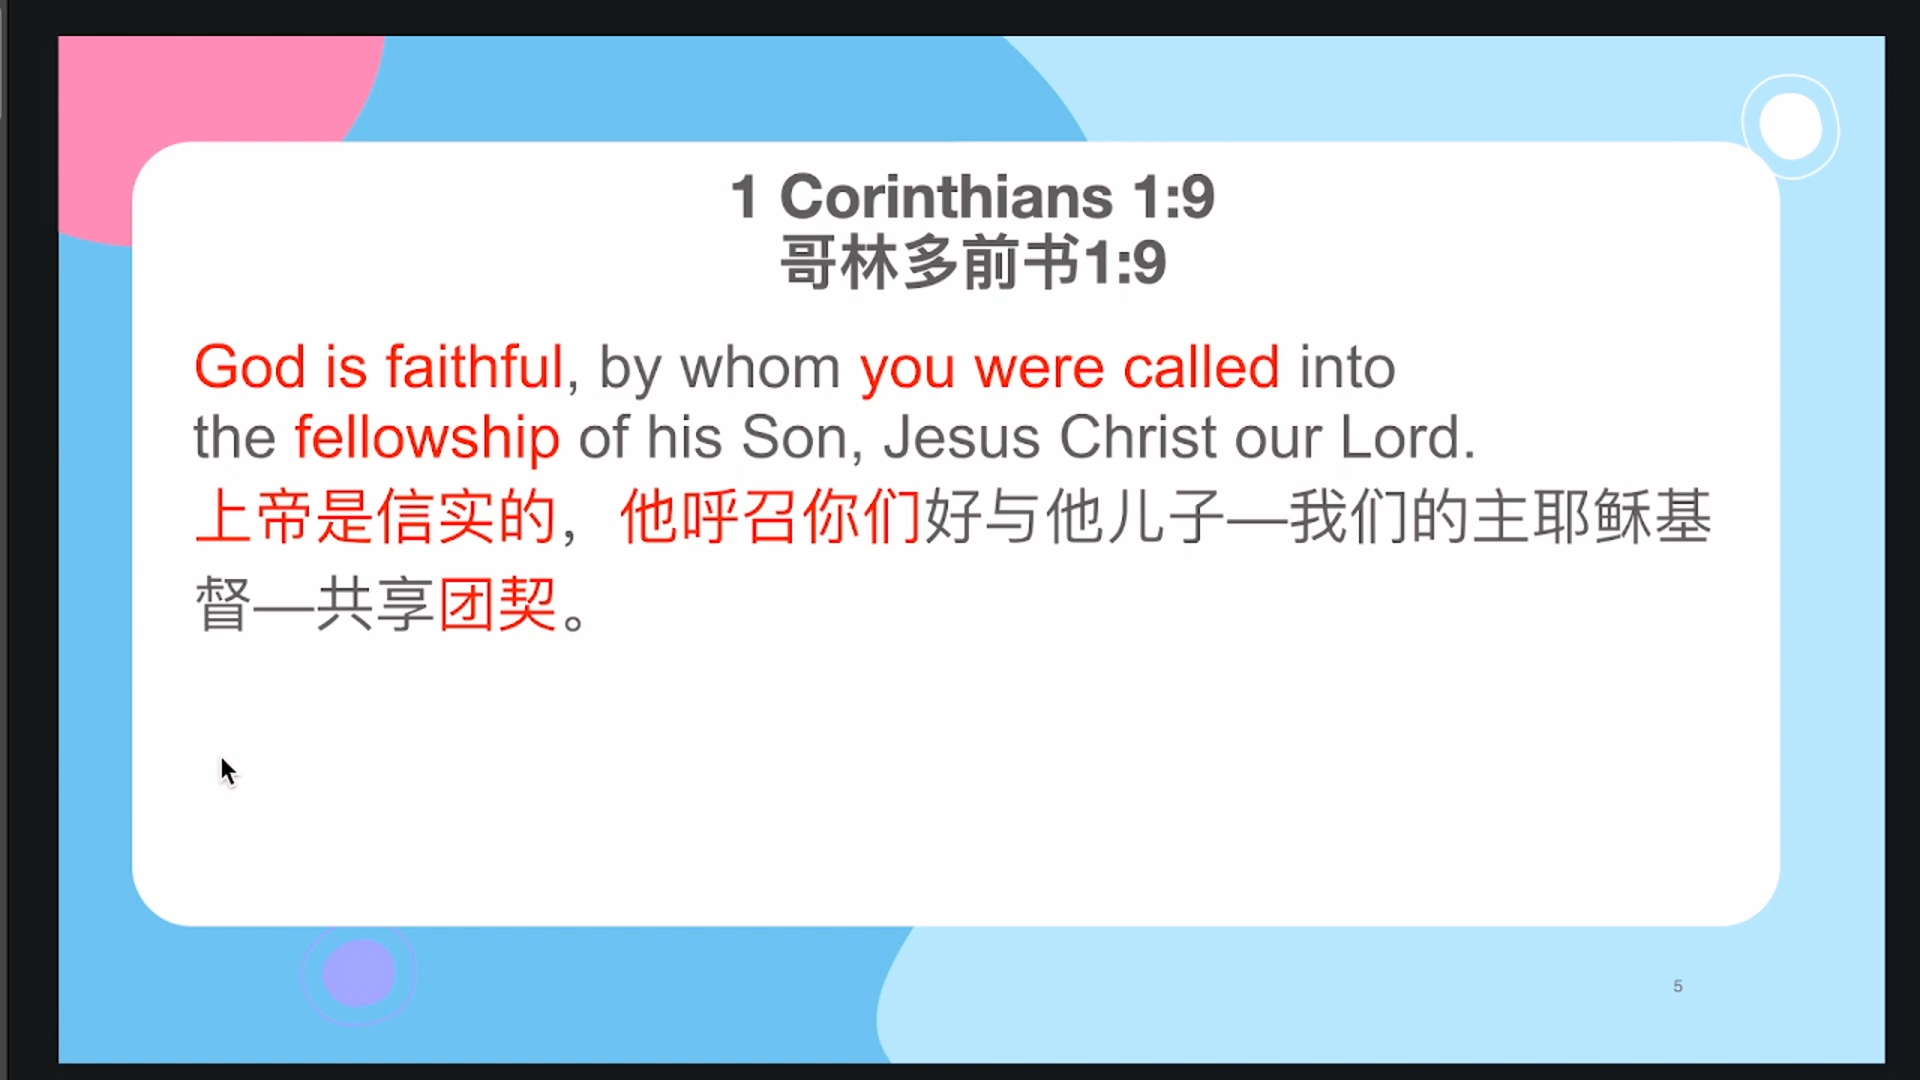 1 Corinthians 1:9
哥林多前书1:9
God is faithful, by whom you were called into
the fellowship of his Son, Jesus Christ our Lord.
上帝是信实的，他呼召你们好与他儿子—我们的主耶稣基
督—共享团契。
5